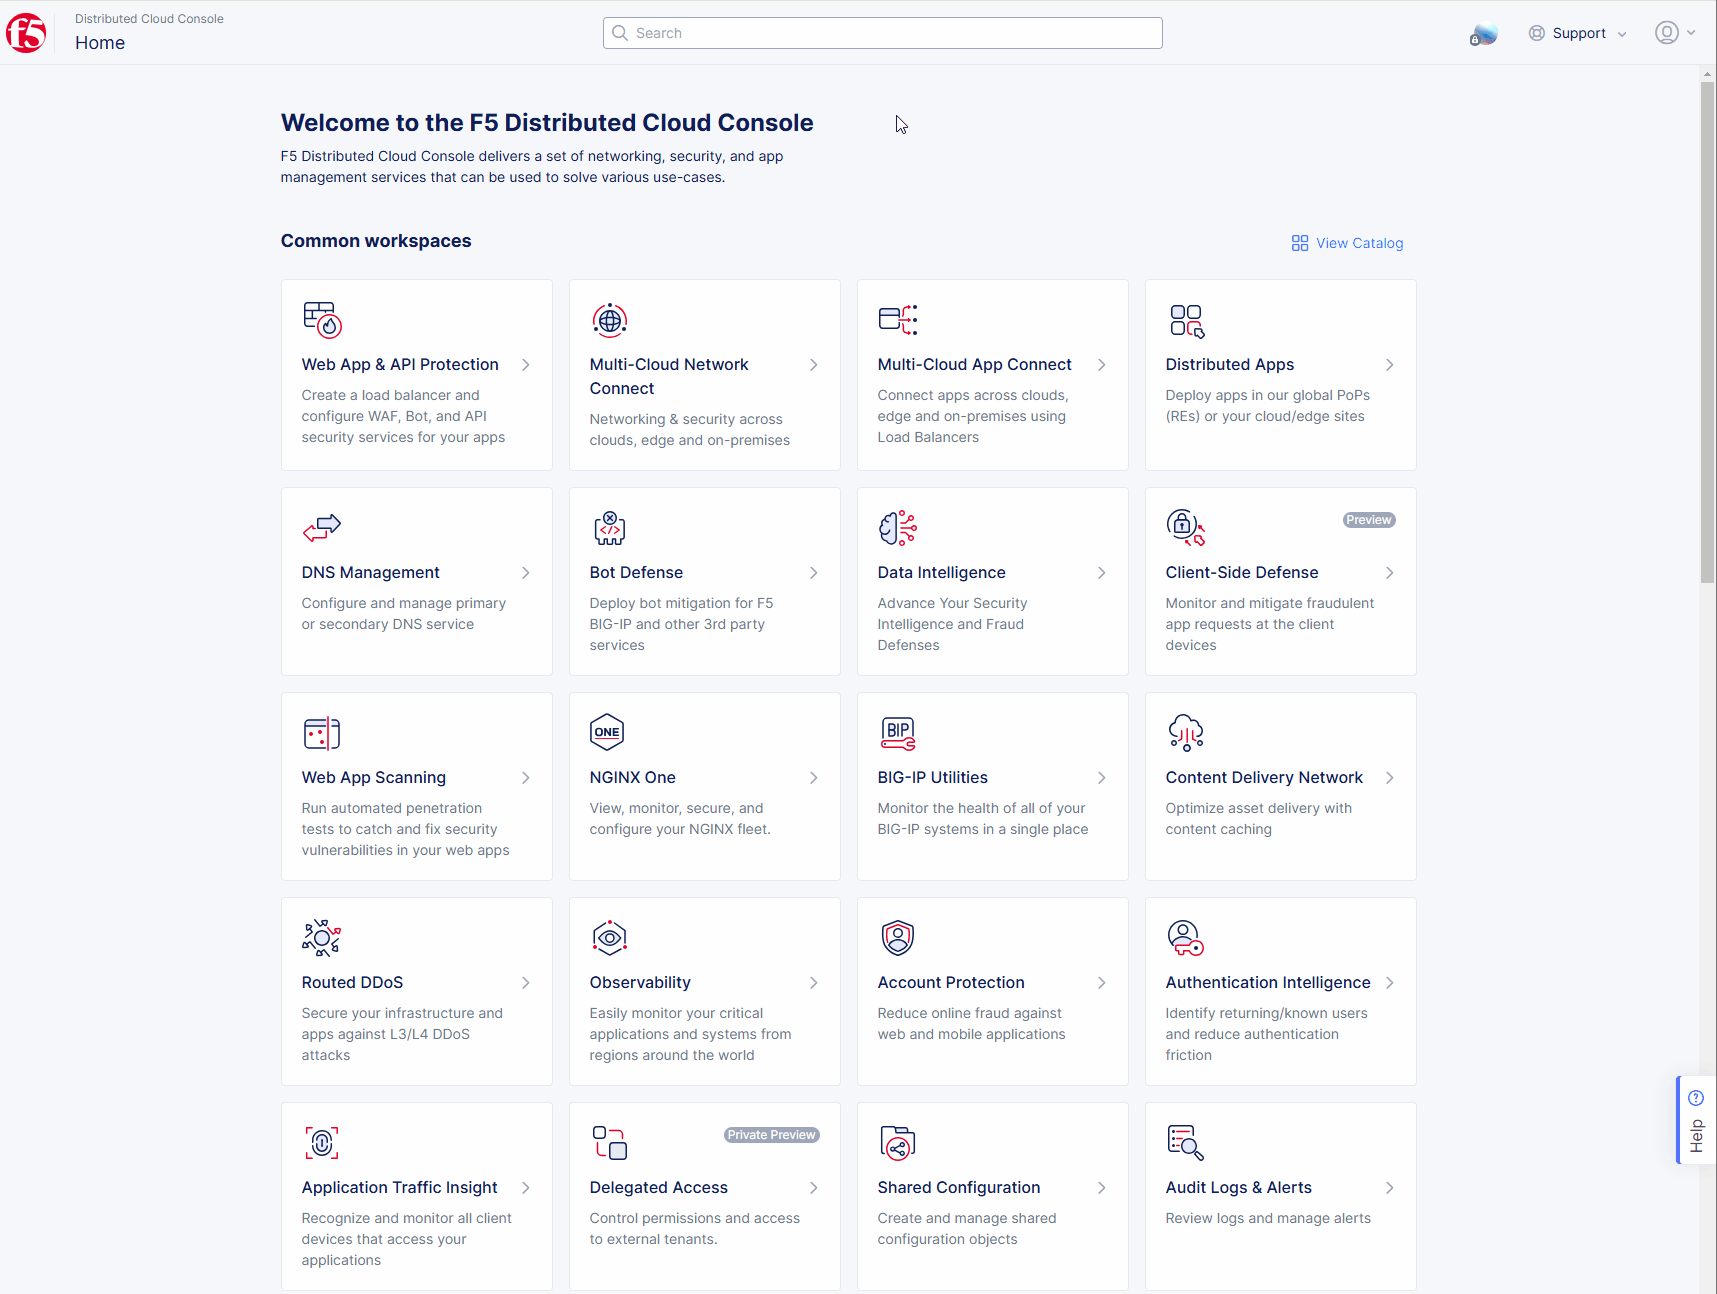 f5
Distributed Cloud Console
Home
Search
Support
Welcome to the F5 Distributed Cloud Console
F5 Distributed Cloud Console delivers a set of networking, security, and app
management services that can be used to solve various use-cases.
Common workspaces
View Catalog
Web App & API Protection
Create a load balancer and
configure WAF, Bot, and API
security services for your apps
Multi-Cloud Network
Connect
Networking & security across
clouds, edge and on-premises
Multi-Cloud App Connect
Connect apps across clouds,
edge and on-premises using
Load Balancers
Distributed Apps
Deploy apps in our global PoPs
(REs) or your cloud/edge sites
DNS Management
Configure and manage primary
or secondary DNS service
Bot Defense
Deploy bot mitigation for F5
BIG-IP and other 3rd party
services
Data Intelligence
Advance Your Security
Intelligence and Fraud
Defenses
Preview
Client-Side Defense
Monitor and mitigate fraudulent
app requests at the client
devices
Web App Scanning
Run automated penetration
tests to catch and fix security
vulnerabilities in your web apps
ONE
NGINX One
View, monitor, secure, and
configure your NGINX fleet.
BIP
BIG-IP Utilities
Monitor the health of all of your
BIG-IP systems in a single place
Content Delivery Network
Optimize asset delivery with
content caching
Routed DDoS
Secure your infrastructure and
apps against L3/L4 DDoS
attacks
Observability
Easily monitor your critical
applications and systems from
regions around the world
Account Protection
Reduce online fraud against
web and mobile applications
Authentication Intelligence
Identify returning/known users
and reduce authentication
friction
Application Traffic Insight
Recognize and monitor all client
devices that access your
applications
Private Preview
Delegated Access
Control permissions and access
to external tenants.
Shared Configuration
Create and manage shared
configuration objects
Audit Logs & Alerts
Review logs and manage alerts
Help